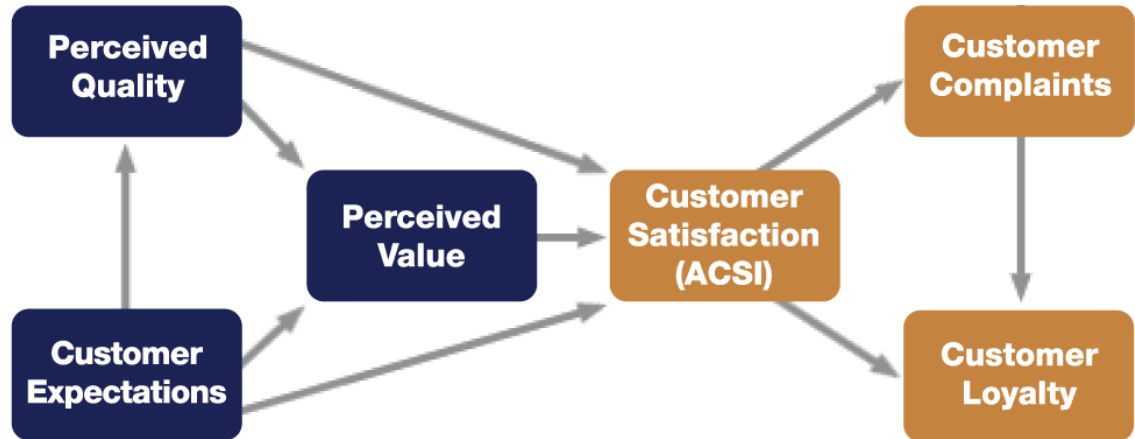 Perceived
Quality
Customer
Complaints
Perceived
Value
Customer
Satisfaction
(ACSI)
Customer
Expectations
Customer
Loyalty